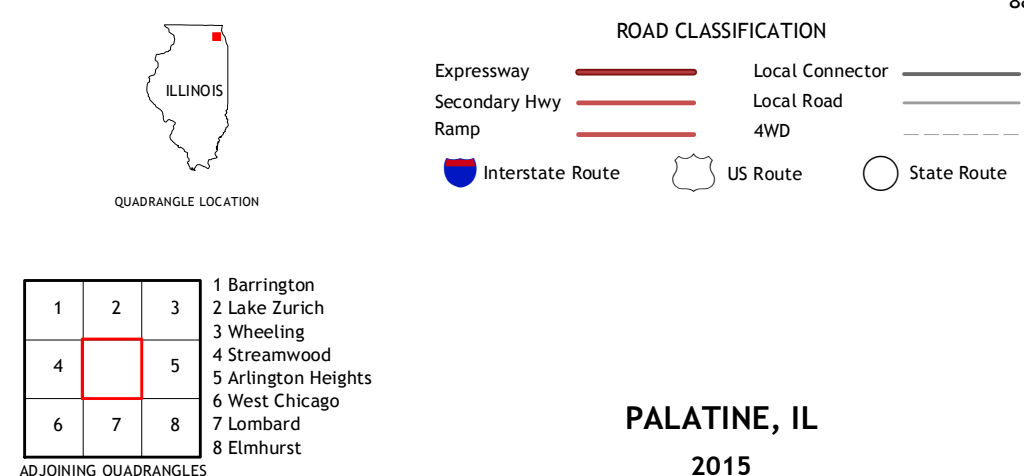 ROAD CLASSIFICATION
ILLINOIS
QUADRANGLE LOCATION
Expressway
Secondary Hwy
Ramp
Local Connector
Local Road
4WD
Interstate Route
US Route
State Route
1 2 3
4 5
6 7 8
1 Barrington
2 Lake Zurich
3 Wheeling
4 Streamwood
5 Arlington Heights
6 West Chicago
7 Lombard
8 Elmhurst
ADJOINING QUADRANGLES
PALATINE, IL
2015